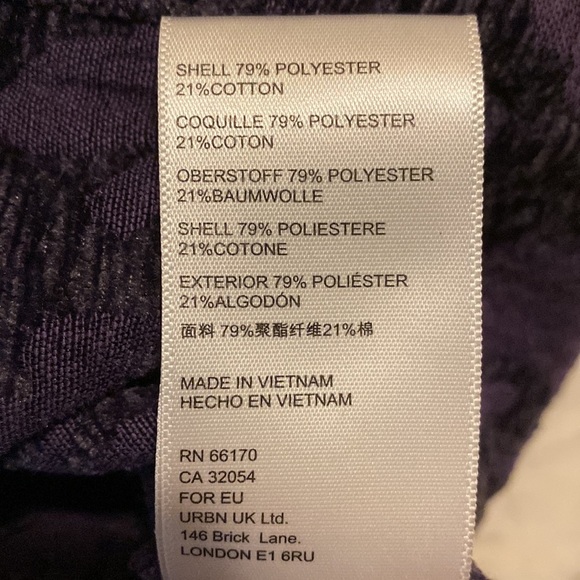 SHELL 79% POLYESTER
21%COTTON
COQUILLE 79% POLYESTER
21%COTON
OBERSTOFF 79% POLYESTER
21%BAUMWOLLE
SHELL 79% POLIESTERE
21%COTONE
EXTERIOR 79% POLIÉSTER
21%ALGODÓN
面料 79%聚酯纤维21%棉
MADE IN VIETNAM
HECHO EN VIETNAM
RN 66170
CA 32054
FOR EU
URBN UK Ltd.
146 Brick Lane.
LONDON E1 6RU